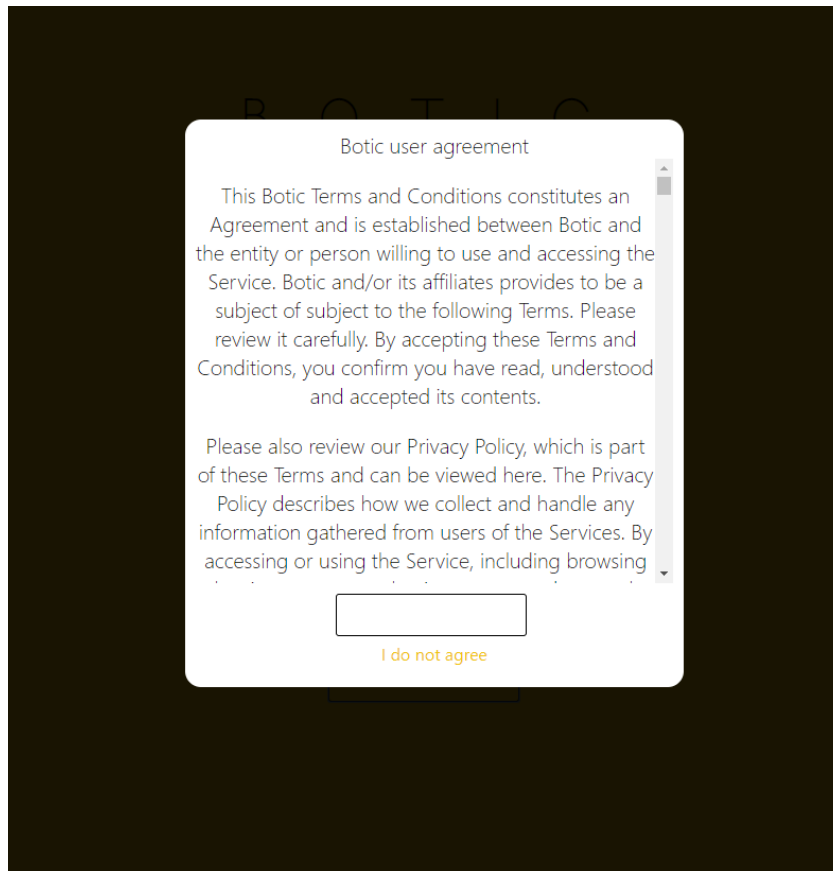 B O T I C
Botic user agreement
This Botic Terms and Conditions constitutes an
Agreement and is established between Botic and
the entity or person willing to use and accessing the
Service. Botic and/or its affiliates provides to be a
subject of subject to the following Terms. Please
review it carefully. By accepting these Terms and
Conditions, you confirm you have read, understood
and accepted its contents.
Please also review our Privacy Policy, which is part
of these Terms and can be viewed here. The Privacy
Policy describes how we collect and handle any
information gathered from users of the Services. By
accessing or using the Service, including browsing
I do not agree